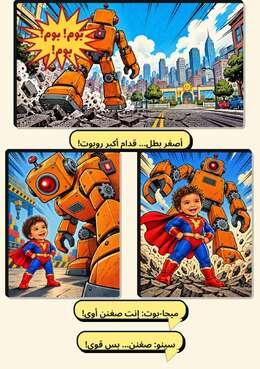 بوم! بوم!
بوم!
أصغر بطل... قدام أكبر روبوت!
ميجا-بوت: إنت صغنن أوي!
سينو: صغنن... بس قوي!